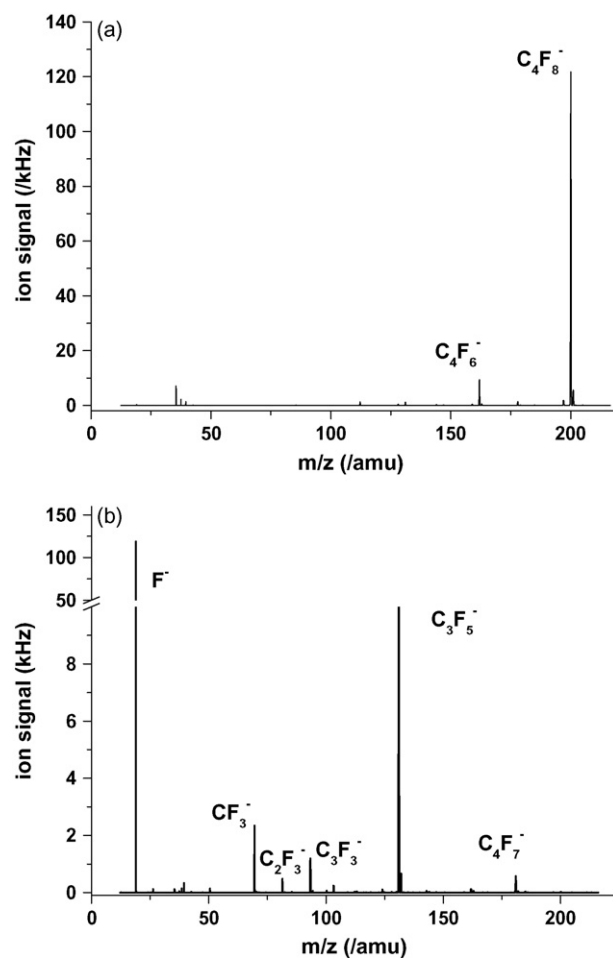 (a)
140
120
100
80
60
40
20
0
ion signal (/kHz)
C₄F₈⁻
C₄F₆⁻
0 50 100 150 200
m/z (/amu)
(b)
150
100
50
8
6
4
2
0
ion signal (kHz)
F⁻
C₃F₅⁻
CF₃⁻
C₂F₃⁻
C₃F₃⁻
C₄F₇⁻
0 50 100 150 200
m/z (/amu)